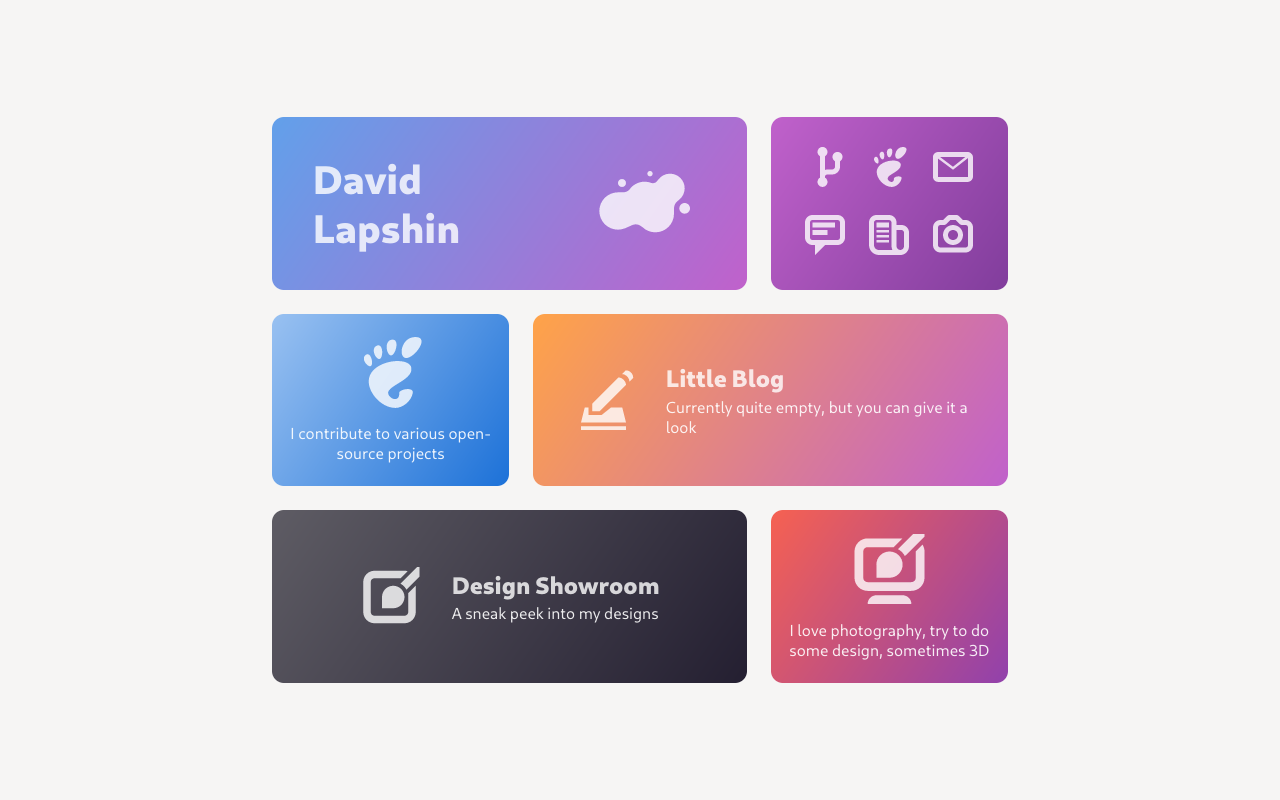 David
Lapshin
I contribute to various open-
source projects
Little Blog
Currently quite empty, but you can give it a
look
Design Showroom
A sneak peek into my designs
I love photography, try to do
some design, sometimes 3D